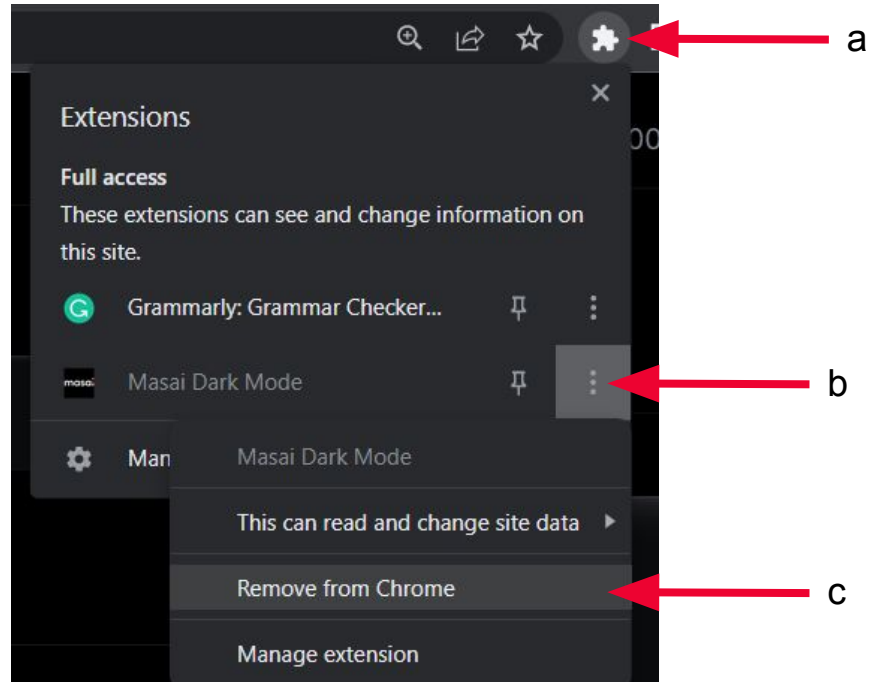 a
Extensions
00
Full access
These extensions can see and change information on
this site.
Grammarly: Grammar Checker...
masai
Masai Dark Mode
b
Man
Masai Dark Mode
This can read and change site data
Remove from Chrome
c
Manage extension